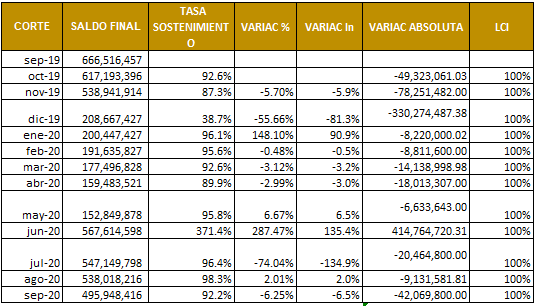 CORTE SALDO FINAL TASA SOSTENIMIENTO VARIAC % VARIAC ln VARIAC ABSOLUTA LCI
sep-19 666,516,457
oct-19 617,193,396 92.6% -49,323,061.03 100%
nov-19 538,941,914 87.3% -5.70% -5.9% -78,251,482.00 100%
dic-19 208,667,427 38.7% -55.66% -81.3% -330,274,487.38 100%
ene-20 200,447,427 96.1% 148.10% 90.9% -8,220,000.02 100%
feb-20 191,635,827 95.6% -0.48% -0.5% -8,811,600.00 100%
mar-20 177,496,828 92.6% -3.12% -3.2% -14,138,998.98 100%
abr-20 159,483,521 89.9% -2.99% -3.0% -18,013,307.00 100%
may-20 152,849,878 95.8% 6.67% 6.5% -6,633,643.00 100%
jun-20 567,614,598 371.4% 287.47% 135.4% 414,764,720.31 100%
jul-20 547,149,798 96.4% -74.04% -134.9% -20,464,800.00 100%
ago-20 538,018,216 98.3% 2.01% 2.0% -9,131,581.81 100%
sep-20 495,948,416 92.2% -6.25% -6.5% -42,069,800.00 100%